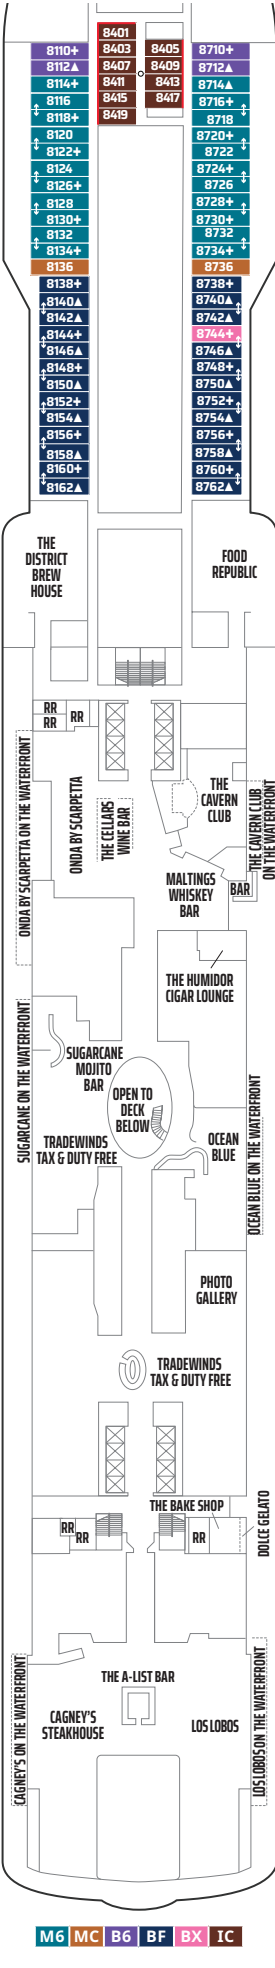 8401
8403 8405
8407 8409
8411 8413
8415 8417
8419
8110+ 8710+
8112▲ 8712▲
8114+ 8714▲
8116 8716+
8118+ 8718
8120 8720+
8122+ 8722
8124 8724+
8126+ 8726
8128 8728+
8130+ 8730+
8132 8732
8134+ 8734+
8136 8736
8138+ 8738+
8140▲ 8740▲
8142▲ 8742▲
8144+ 8744+
8146▲ 8746▲
8148+ 8748+
8150▲ 8750▲
8152+ 8752+
8154▲ 8754▲
8156+ 8756+
8158▲ 8758▲
8160+ 8760+
8162▲ 8762▲
THE
DISTRICT
BREW
HOUSE
FOOD
REPUBLIC
RR
RR
RR
ONDA BY SCARPETTA ON THE WATERFRONT
ONDA BY SCARPETTA
THE CELLARS
WINE BAR
THE
CAVERN
CLUB
THE CAVERN CLUB
ON THE WATERFRONT
MALTINGS
WHISKEY
BAR
BAR
THE HUMIDOR
CIGAR LOUNGE
SUGARCANE ON THE WATERFRONT
SUGARCANE
MOJITO
BAR
OPEN TO
DECK
BELOW
OCEAN
BLUE
OCEAN BLUE ON THE WATERFRONT
TRADEWINDS
TAX & DUTY FREE
PHOTO
GALLERY
TRADEWINDS
TAX & DUTY FREE
THE BAKE SHOP
DOLCE GELATO
RR
RR
RR
THE A-LIST BAR
CAGNEY'S ON THE WATERFRONT
CAGNEY'S
STEAKHOUSE
LOS LOBOS
LOS LOBOS ON THE WATERFRONT
M6 MC B6 BF BX IC